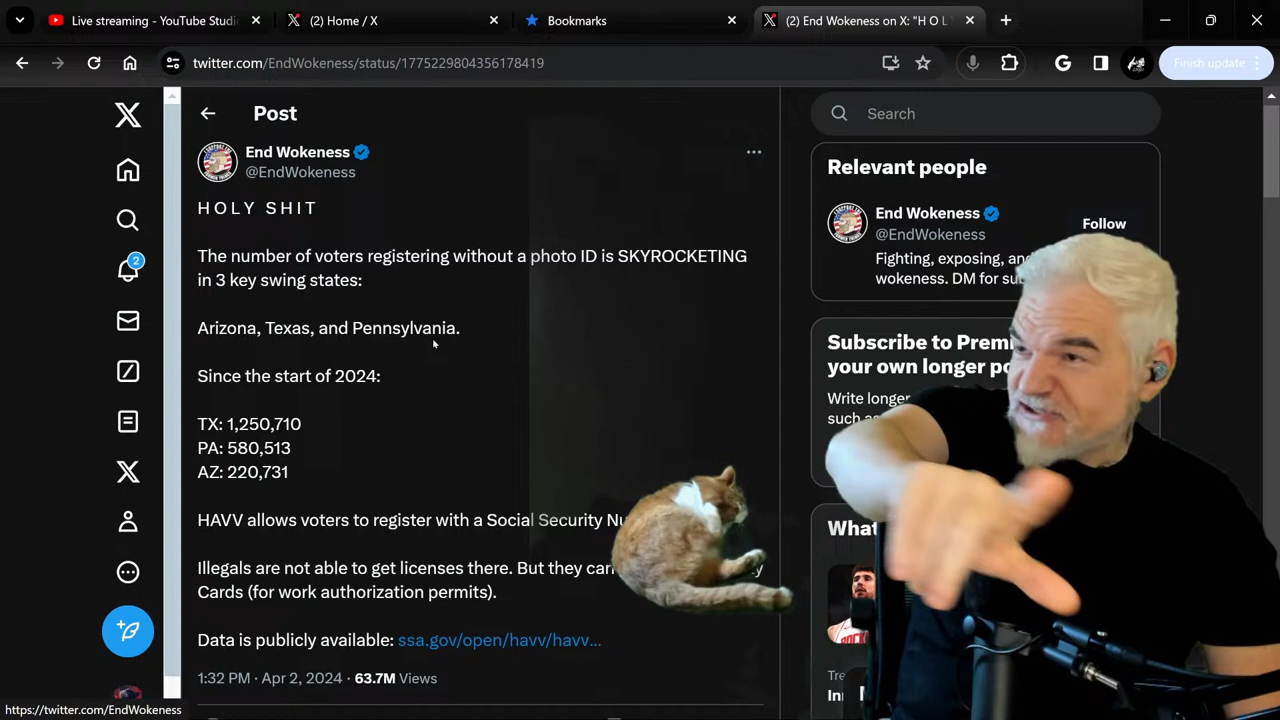 Live streaming - YouTube Studi
(2) Home / X
Bookmarks
(2) End Wokeness on X: "H O L
twitter.com/EndWokeness/status/1775229804356178419
Finish update
Post
Search
End Wokeness
@EndWokeness
H O L Y  S H I T
The number of voters registering without a photo ID is SKYROCKETING
in 3 key swing states:
Arizona, Texas, and Pennsylvania.
Since the start of 2024:
TX: 1,250,710
PA: 580,513
AZ: 220,731
HAVV allows voters to register with a Social Security Nu
Illegals are not able to get licenses there. But they can
Cards (for work authorization permits).
Data is publicly available: ssa.gov/open/havv/havv...
1:32 PM · Apr 2, 2024 · 63.7M Views
Relevant people
End Wokeness
@EndWokeness
Follow
Fighting, exposing, and
wokeness. DM for su
Subscribe to Premi
your own longer po
Write longer
such as
What
ROCK
Tre
In
2
https://twitter.com/EndWokeness